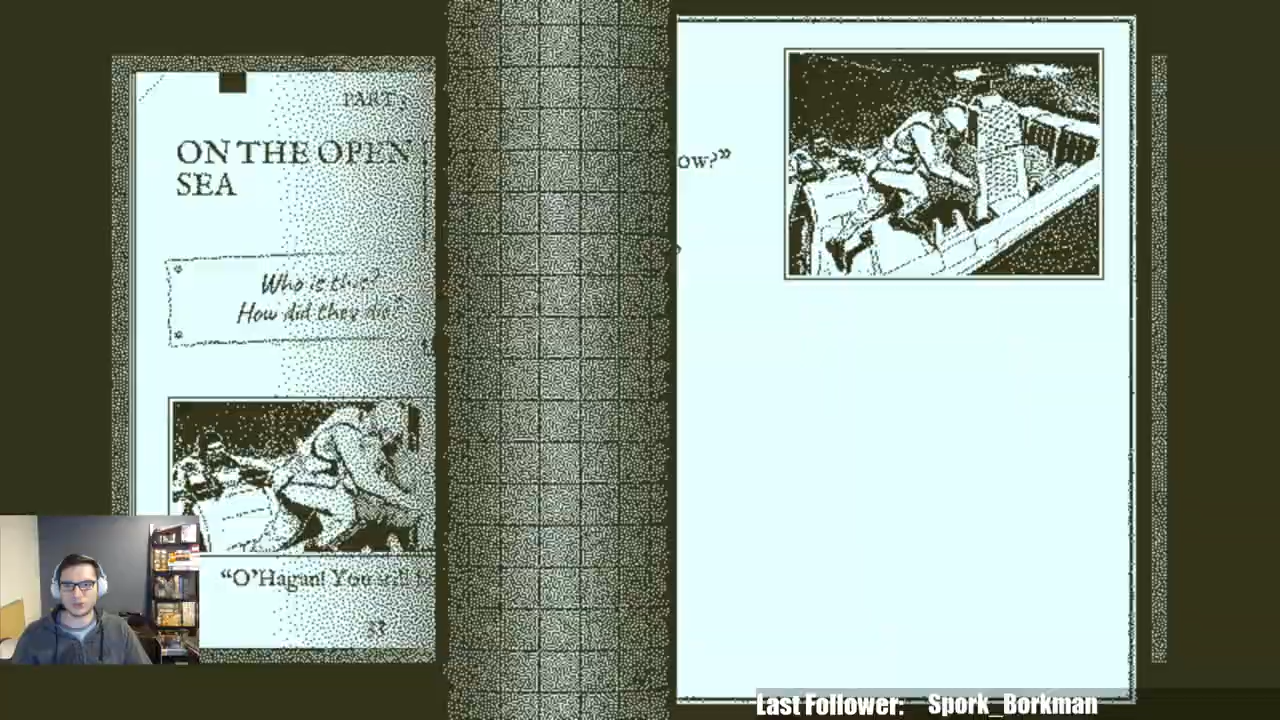 PART
ON THE OPEN
SEA
Who is this?
How did they die?
"O'Hagan! You still
33
ow?"
"
Last Follower: Spork_Borkman